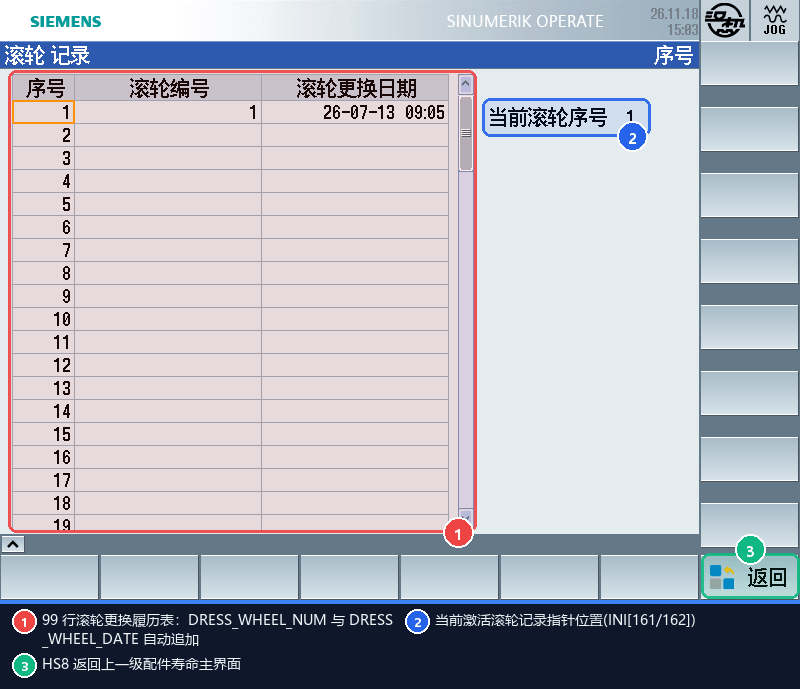 SIEMENS
SINUMERIK OPERATE
26.11.18
15:03
JOG
滚轮 记录
序号
序号 滚轮编号 滚轮更换日期
1 1 26-07-13 09:05
当前滚轮序号 1
2
2
3
4
5
6
7
8
9
10
11
12
13
14
15
16
17
18
19
1
3
返回
1 99 行滚轮更换履历表：DRESS_WHEEL_NUM 与 DRESS
_WHEEL_DATE 自动追加
2 当前激活滚轮记录指针位置(INI[161/162])
3 HS8 返回上一级配件寿命主界面